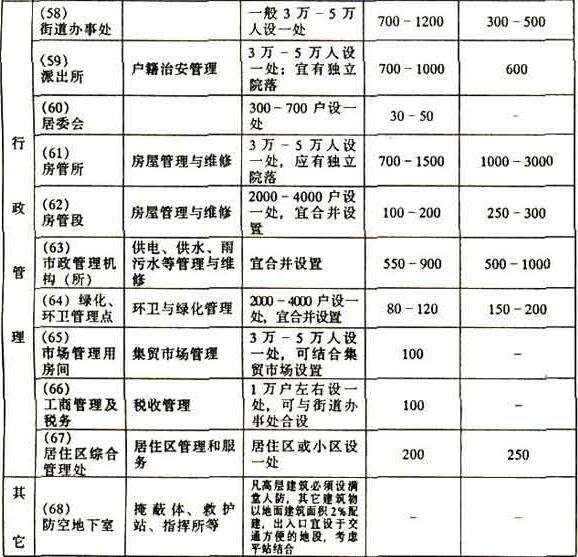 行
政
管
理
(58)
街道办事处
一般 3 万-5 万
人设一处
700-1200
300-500
(59)
派出所
户籍治安管理
3 万-5 万人设
一处；宜有独立
院落
700-1000
600
(60)
居委会
300-700 户设一
处
30-50
-
(61)
房管所
房屋管理与维修
3 万-5 万人设
一处，应有独立
院落
700-1500
1000-3000
(62)
房管段
房屋管理与维修
2000-4000 户设
一处，宜合并设
置
100-200
250-300
(63)
市政管理机
构（所）
供电、供水、雨
污水等管理与维
修
宜合并设置
550-900
500-1000
(64) 绿化、
环卫管理点
环卫与绿化管理
2000-4000 户设一
处，宜合并设置
80-120
150-200
(65)
市场管理用
房间
集贸市场管理
3 万-5 万人设
一处，可结合集
贸市场设置
100
-
(66)
工商管理及
税务
税收管理
1 万户左右设一
处，可与街道办
事处合设
100
-
(67)
居住区综合
管理处
居住区管理和服
务
居住区或小区设
一处
200
250
其
它
(68)
防空地下室
掩蔽体、救护
站、指挥所等
凡高层建筑必须设满
堂人防，其它建筑物
以地面建筑面积 2%配
建，出入口宜设于交
通方便的地段，考虑
平站结合
-
-